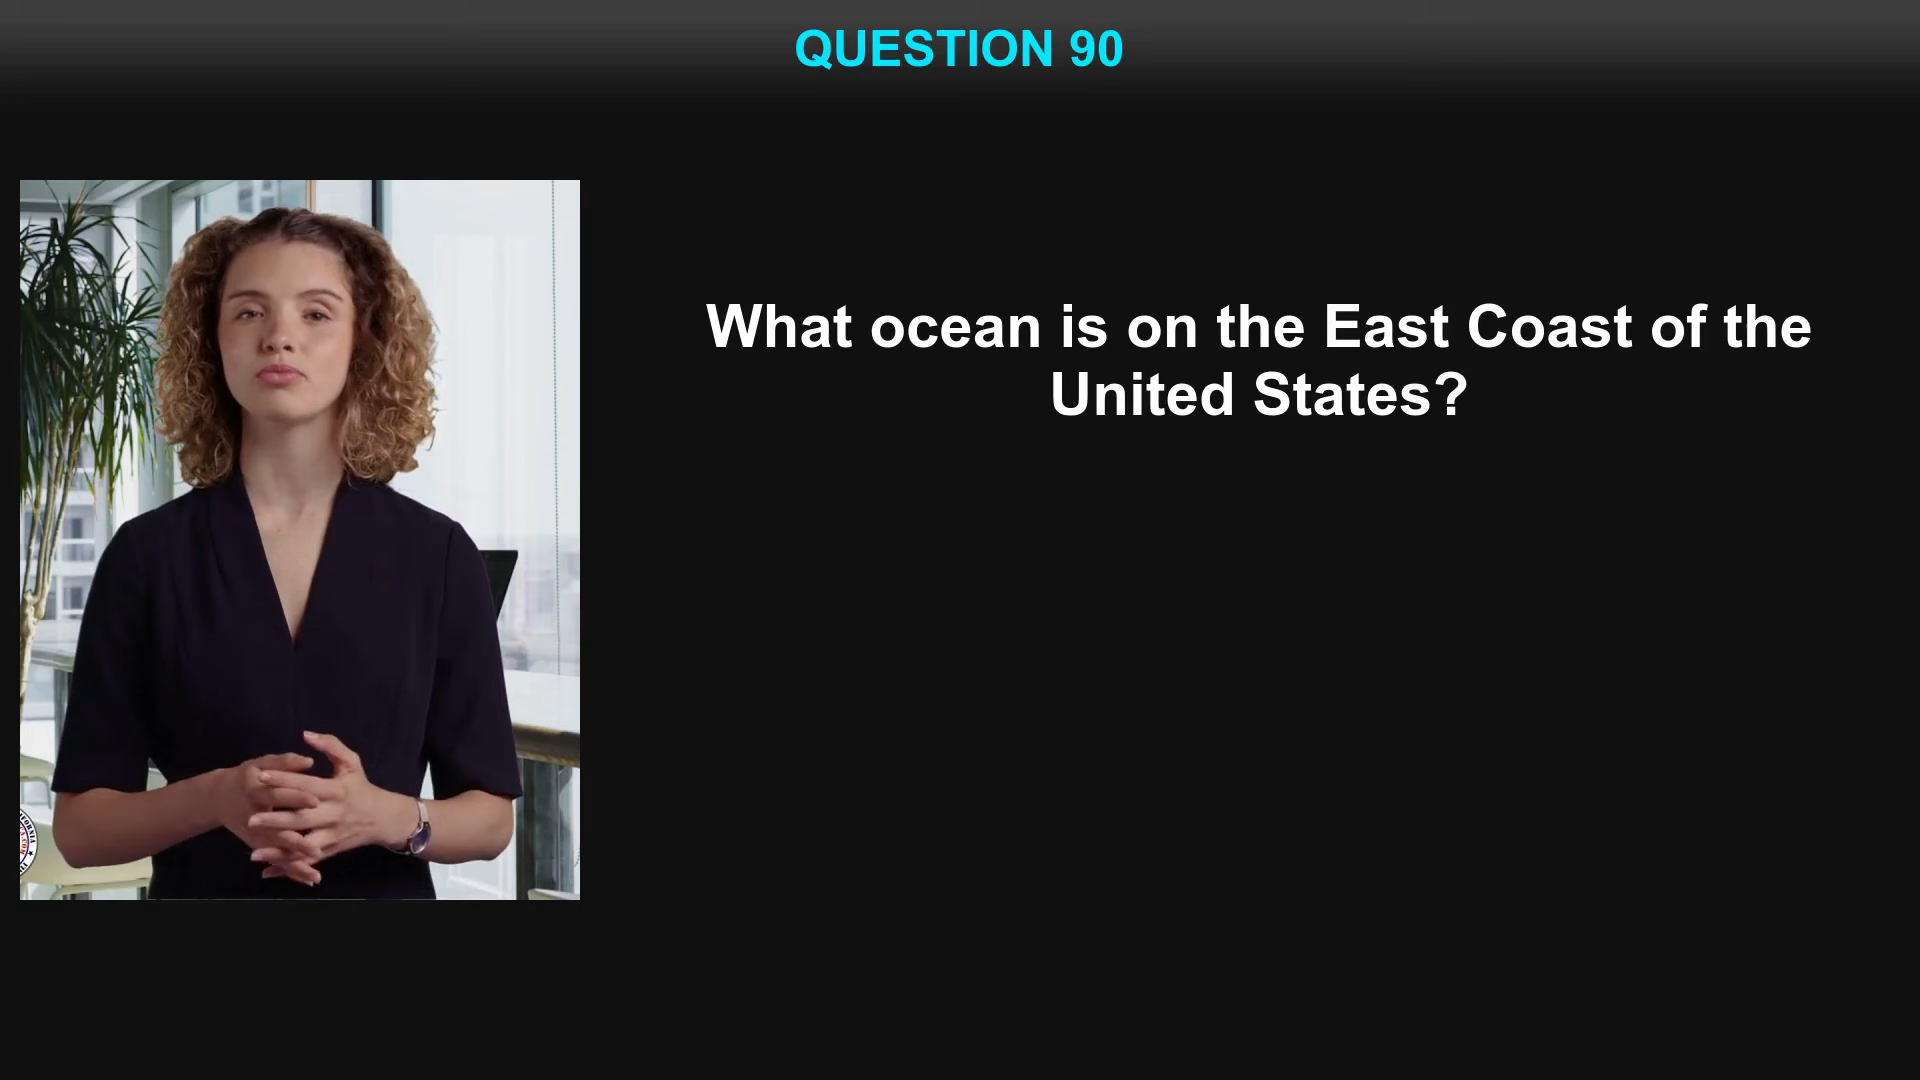 QUESTION 90
What ocean is on the East Coast of the
United States?